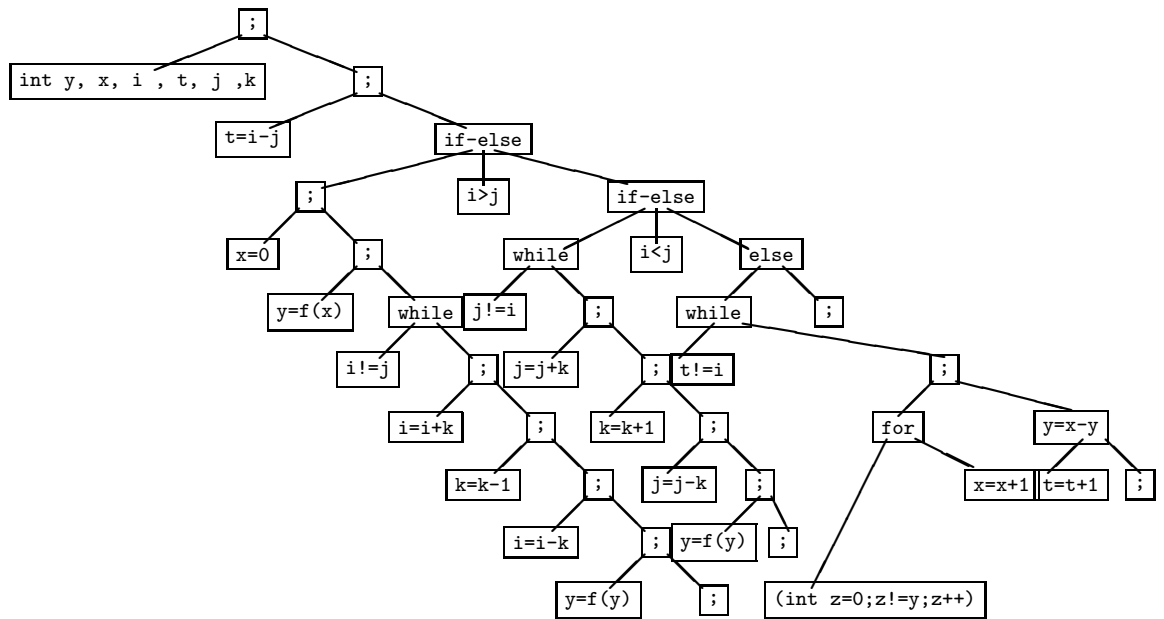 ;
int y, x, i , t, j ,k
;
t=i-j
if-else
;
i>j
if-else
x=0
;
while
i<j
else
y=f(x)
while
j!=i
;
while
;
i!=j
;
j=j+k
;
t!=i
;
i=i+k
;
k=k+1
;
for
y=x-y
k=k-1
;
j=j-k
;
x=x+1
t=t+1
;
i=i-k
;
y=f(y)
;
y=f(y)
;
(int z=0;z!=y;z++)